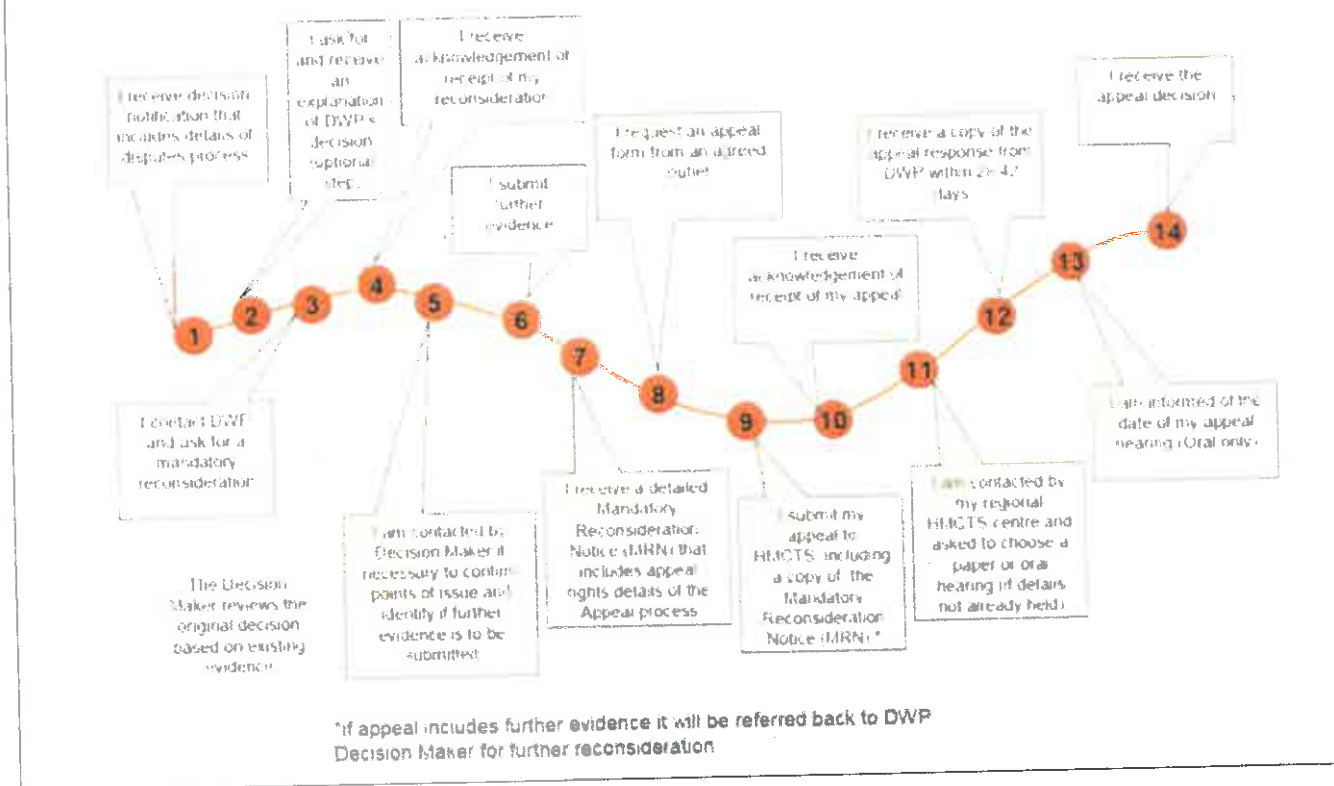 I receive decision
notification that
includes details of
disputes process
I ask for
and receive
an
explanation
of DWP's
decision
(optional
step)
I receive
acknowledgement of
receipt of my
reconsideration
I submit
further
evidence
I request an appeal
form from an agreed
outlet
I receive
acknowledgement of
receipt of my appeal
I receive a copy of the
appeal response from
DWP within 28-42
days
I receive the
appeal decision
1
2
3
4
5
6
7
8
9
10
11
12
13
14
I contact DWP
and ask for a
mandatory
reconsideration
The Decision
Maker reviews the
original decision
based on existing
evidence
I am contacted by
Decision Maker if
necessary to confirm
points of issue and
identify if further
evidence is to be
submitted
I receive a detailed
Mandatory
Reconsideration
Notice (MRN) that
includes appeal
rights details of the
Appeal process
I submit my
appeal to
HMCTS including
a copy of the
Mandatory
Reconsideration
Notice (MRN) *
I am contacted by
my regional
HMCTS centre and
asked to choose a
paper or oral
hearing (if details
not already held)
I am informed of the
date of my appeal
hearing (Oral only)
*If appeal includes further evidence it will be referred back to DWP
Decision Maker for further reconsideration